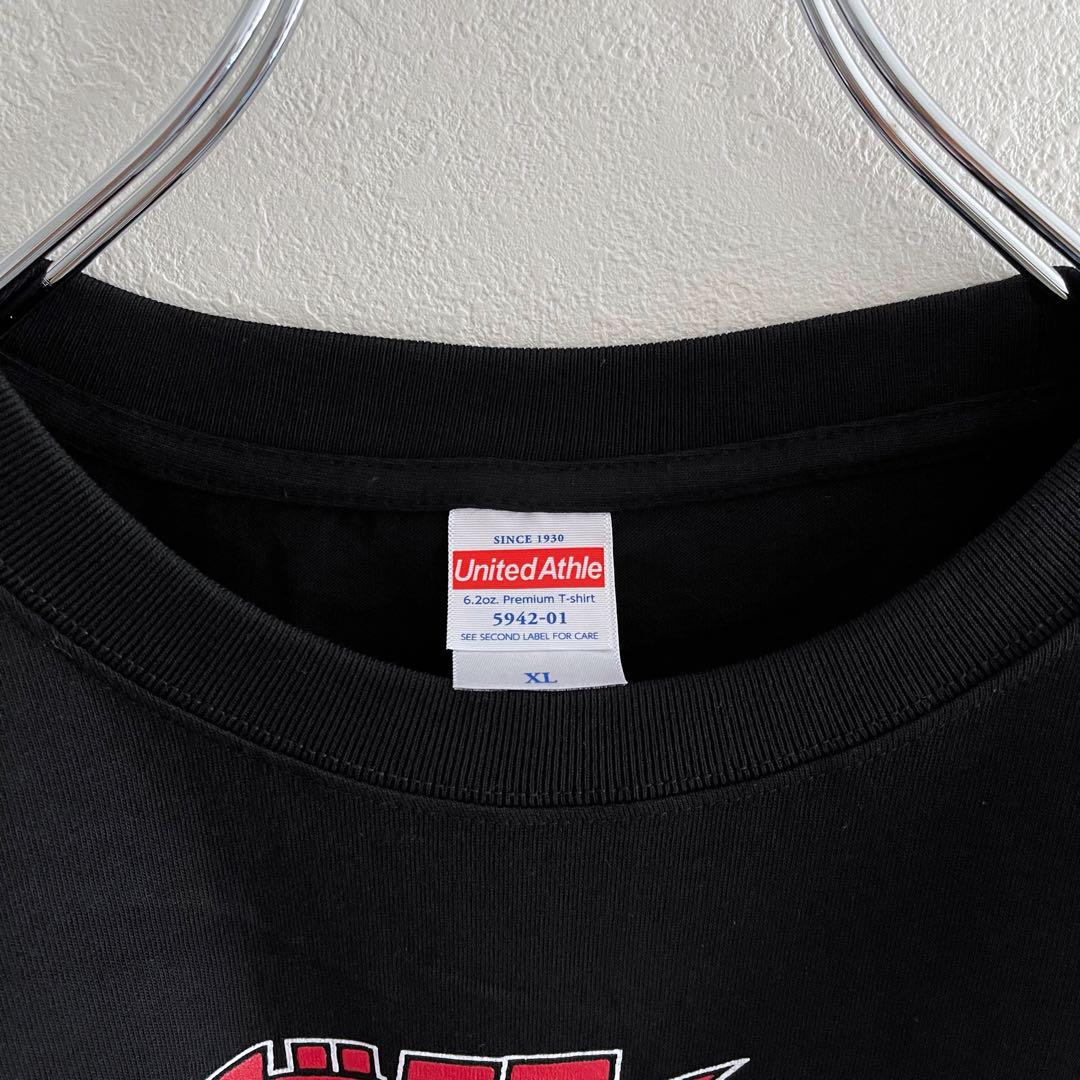 SINCE 1930
United Athle
6.2oz. Premium T-shirt
5942-01
SEE SECOND LABEL FOR CARE
XL